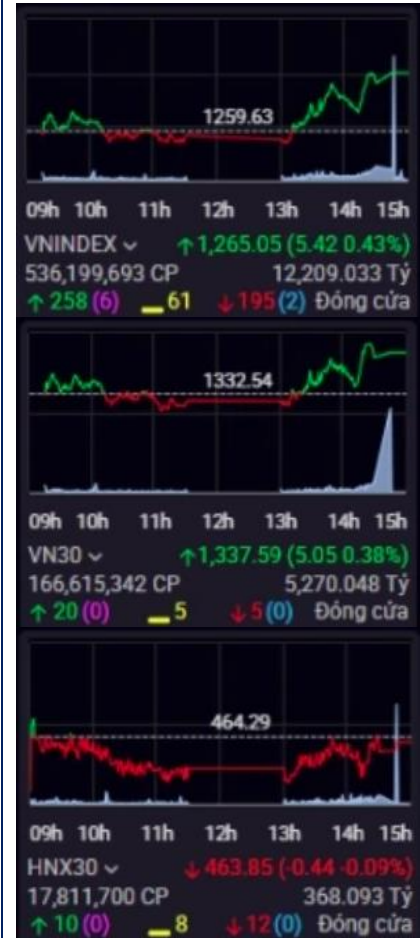 1259.63
09h 10h 11h 12h 13h 14h 15h
VNINDEX ↑1,265.05 (5.42 0.43%)
536,199,693 CP 12,209.033 Tỷ
↑ 258 (6) 61 ↓ 195 (2) Đóng cửa
1332.54
09h 10h 11h 12h 13h 14h 15h
VN30 ↑1,337.59 (5.05 0.38%)
166,615,342 CP 5,270.048 Tỷ
↑ 20 (0) 5 ↓ 5 (0) Đóng cửa
464.29
09h 10h 11h 12h 13h 14h 15h
HNX30 ↓ 463.85 (-0.44 -0.09%)
17,811,700 CP 368.093 Tỷ
↑ 10 (0) 8 ↓ 12 (0) Đóng cửa